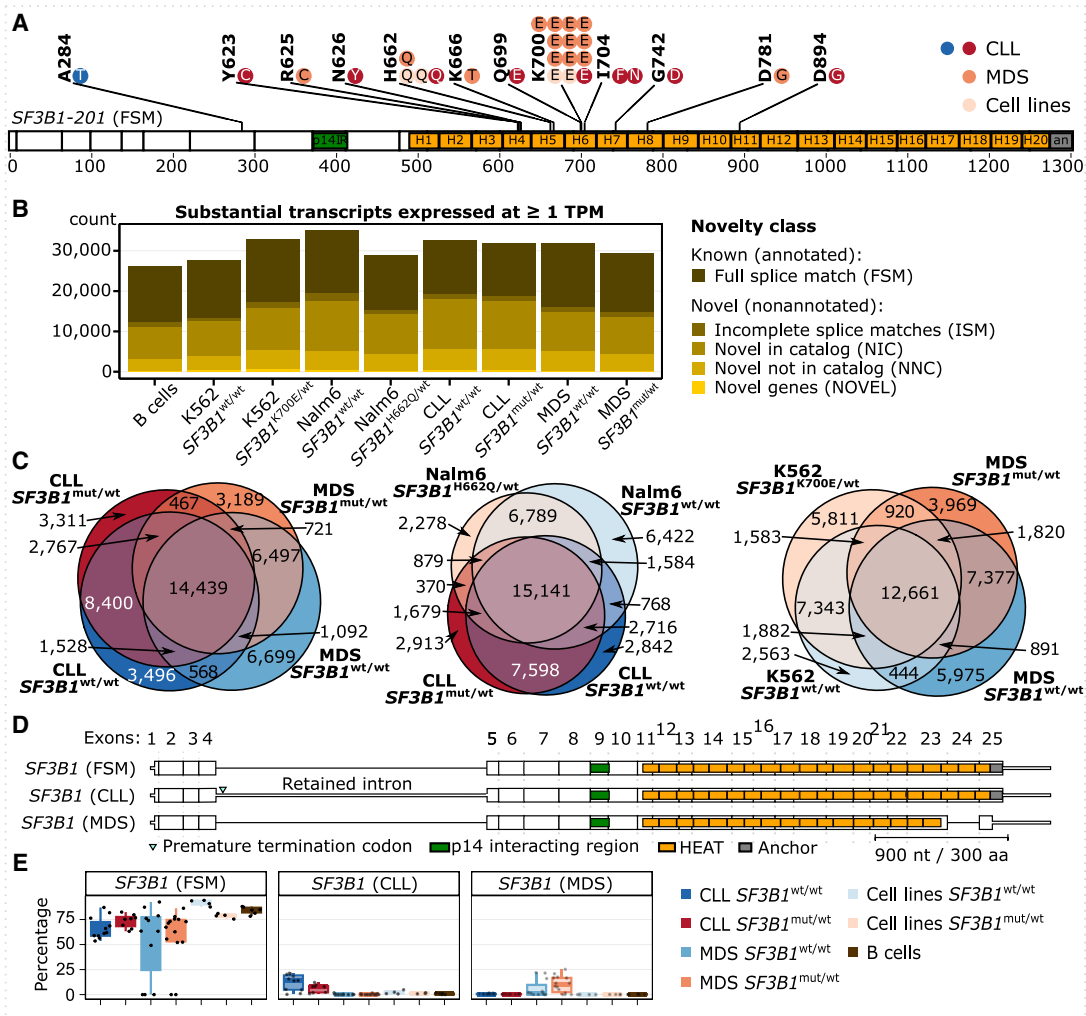 A
A284 Y623 R625 N626 H662 K666 Q699 K700 I704 G742 D781 D894
E E E E
E E E
Q E E E
T C C Y Q Q Q T E E E E F N D G G
CLL
MDS
Cell lines
SF3B1-201 (FSM)
p14iR H1 H2 H3 H4 H5 H6 H7 H8 H9 H10 H11 H12 H13 H14 H15 H16 H17 H18 H19 H20 an
0 100 200 300 400 500 600 700 800 900 1000 1100 1200 1300
B
count
Substantial transcripts expressed at ≥ 1 TPM
30,000
20,000
10,000
0
B cells
K562 SF3B1wt/wt
K562 SF3B1K700E/wt
Nalm6 SF3B1wt/wt
Nalm6 SF3B1H662Q/wt
CLL SF3B1wt/wt
CLL SF3B1mut/wt
MDS SF3B1wt/wt
MDS SF3B1mut/wt
Novelty class
Known (annotated):
Full splice match (FSM)
Novel (nonannotated):
Incomplete splice matches (ISM)
Novel in catalog (NIC)
Novel not in catalog (NNC)
Novel genes (NOVEL)
C
CLL
SF3B1mut/wt
MDS
SF3B1mut/wt
3,311
467
3,189
2,767
721
6,497
14,439
8,400
1,092
1,528
6,699
3,496
568
CLL
SF3B1wt/wt
MDS
SF3B1wt/wt
Nalm6
SF3B1H662Q/wt
Nalm6
SF3B1wt/wt
2,278
6,789
6,422
879
1,584
370
15,141
768
1,679
2,716
2,913
2,842
7,598
CLL
SF3B1mut/wt
CLL
SF3B1wt/wt
K562
SF3B1K700E/wt
MDS
SF3B1mut/wt
5,811
920
3,969
1,583
1,820
12,661
7,377
7,343
1,882
891
2,563
444
5,975
K562
SF3B1wt/wt
MDS
SF3B1wt/wt
D
Exons: 1 2 3 4 5 6 7 8 9 10 11 12 13 14 15 16 17 18 19 20 21 22 23 24 25
SF3B1 (FSM)
Retained intron
SF3B1 (CLL)
SF3B1 (MDS)
Premature termination codon
p14 interacting region
HEAT
Anchor
900 nt / 300 aa
E
SF3B1 (FSM)
SF3B1 (CLL)
SF3B1 (MDS)
Percentage
75
50
25
0
CLL SF3B1wt/wt
CLL SF3B1mut/wt
MDS SF3B1wt/wt
MDS SF3B1mut/wt
Cell lines SF3B1wt/wt
Cell lines SF3B1mut/wt
B cells